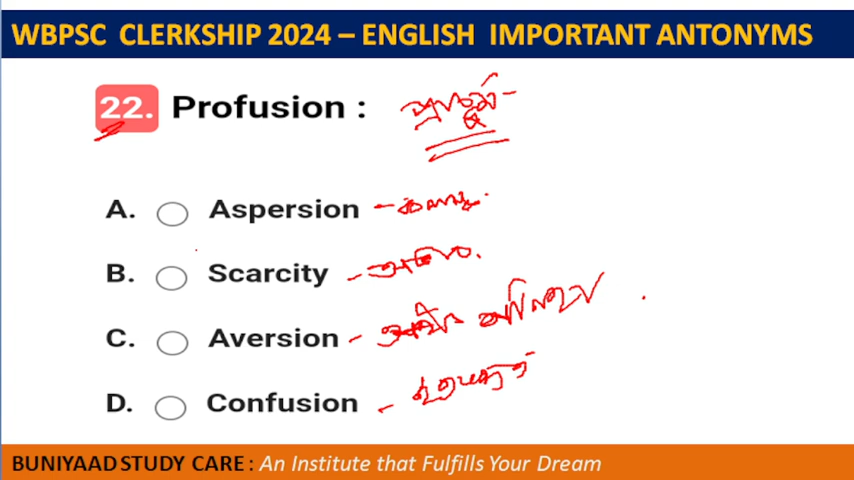 WBPSC CLERKSHIP 2024 – ENGLISH IMPORTANT ANTONYMS
22. Profusion : প্রাচুর্য
A. Aspersion -
B. Scarcity - অভাব
C. Aversion -
D. Confusion -
BUNIYAAD STUDY CARE : An Institute that Fulfills Your Dream